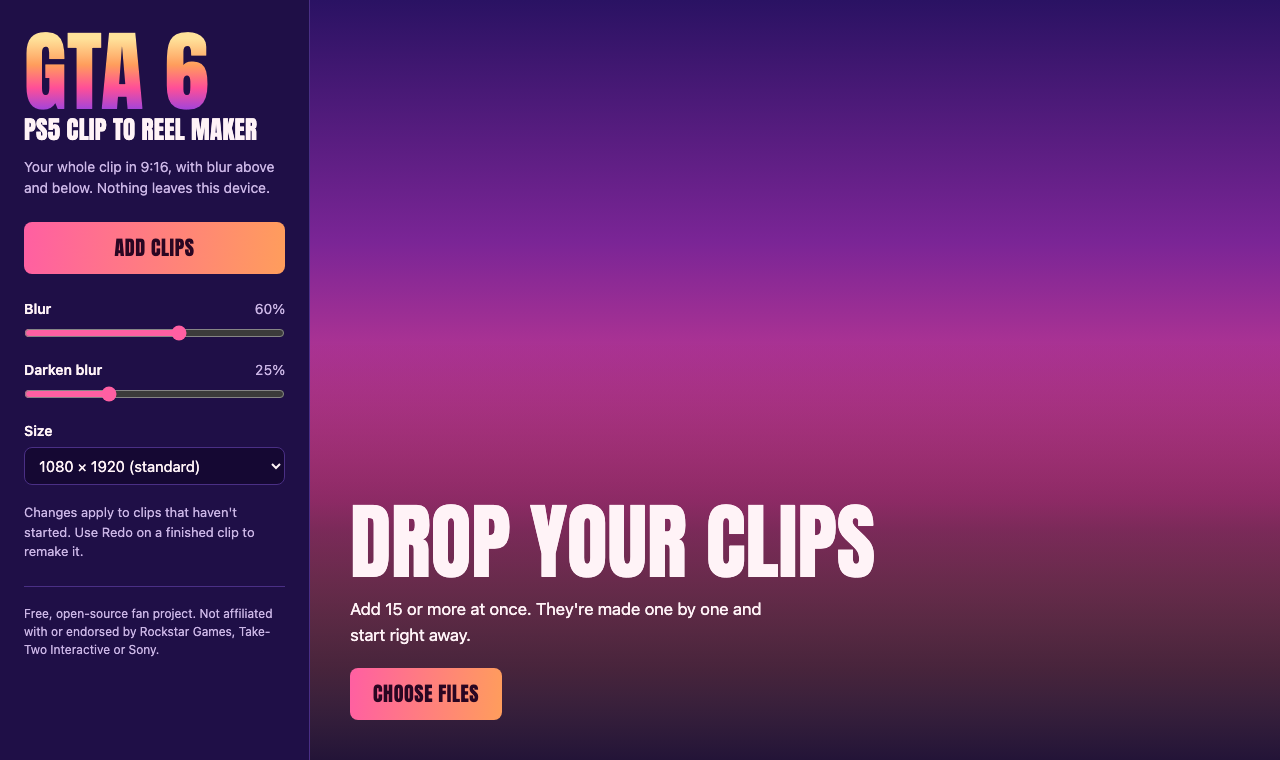 GTA 6
PS5 CLIP TO REEL MAKER
Your whole clip in 9:16, with blur above
and below. Nothing leaves this device.
ADD CLIPS
Blur 60%
Darken blur 25%
Size
1080 × 1920 (standard)
Changes apply to clips that haven't
started. Use Redo on a finished clip to
remake it.
Free, open-source fan project. Not affiliated
with or endorsed by Rockstar Games, Take-
Two Interactive or Sony.
DROP YOUR CLIPS
Add 15 or more at once. They're made one by one and
start right away.
CHOOSE FILES